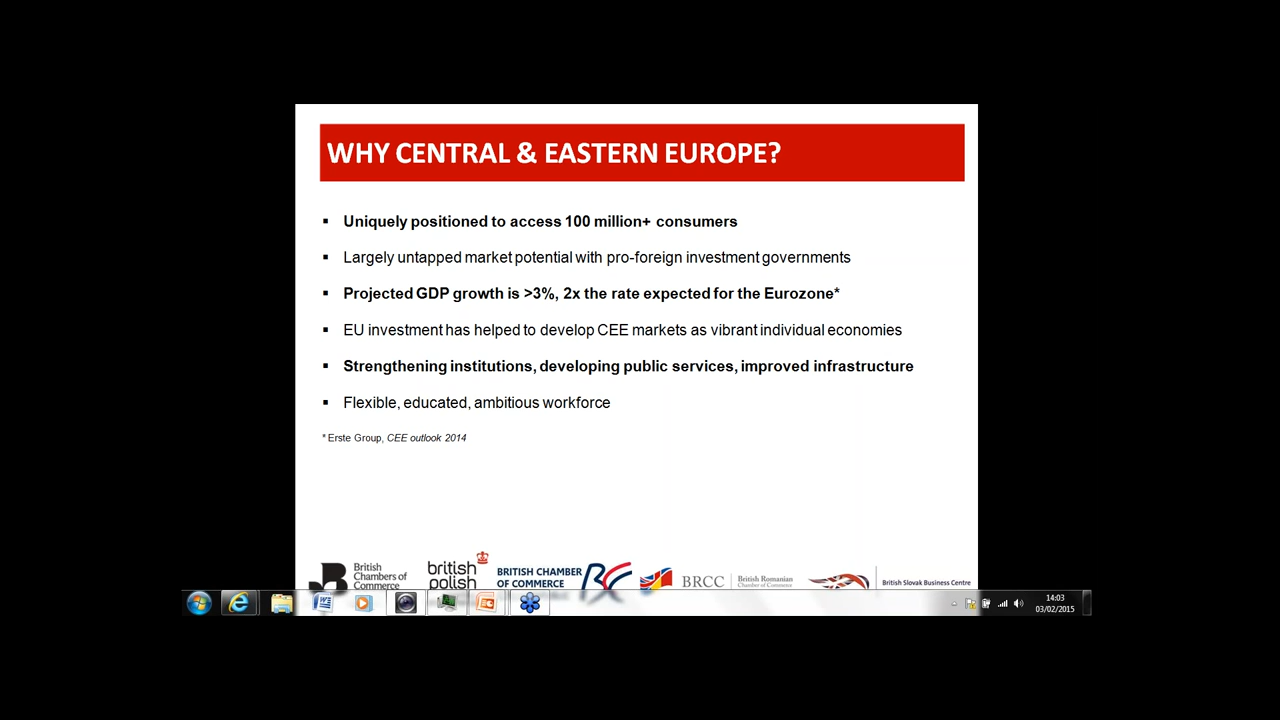 WHY CENTRAL & EASTERN EUROPE?
▪ Uniquely positioned to access 100 million+ consumers
▪ Largely untapped market potential with pro-foreign investment governments
▪ Projected GDP growth is >3%, 2x the rate expected for the Eurozone*
▪ EU investment has helped to develop CEE markets as vibrant individual economies
▪ Strengthening institutions, developing public services, improved infrastructure
▪ Flexible, educated, ambitious workforce
* Erste Group, CEE outlook 2014
British
Chambers of
Commerce
british
polish
BRITISH CHAMBER
OF COMMERCE
BRCC
British Romanian
Chamber of Commerce
British Slovak Business Centre
14:03
03/02/2015